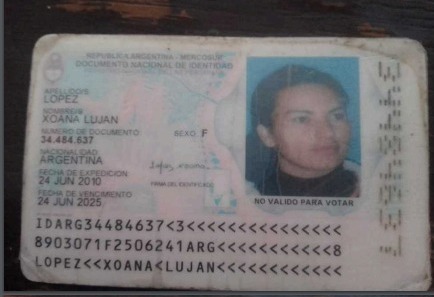 REPUBLICA ARGENTINA - MERCOSUR
DOCUMENTO NACIONAL DE IDENTIDAD
APELLIDO/S
LOPEZ
NOMBRE/S
XOANA LUJAN
NUMERO DE DOCUMENTO
34.484.637
SEXO F
NACIONALIDAD
ARGENTINA
FECHA DE EXPEDICION
24 JUN 2010
FIRMA DEL IDENTIFICADO
FECHA DE VENCIMIENTO
24 JUN 2025
NO VALIDO PARA VOTAR
IDARG34484637<3<<<<<<<<<<<<<<<
8903071F2506241ARG<<<<<<<<<<<8
LOPEZ<<XOANA<LUJAN<<<<<<<<<<<<